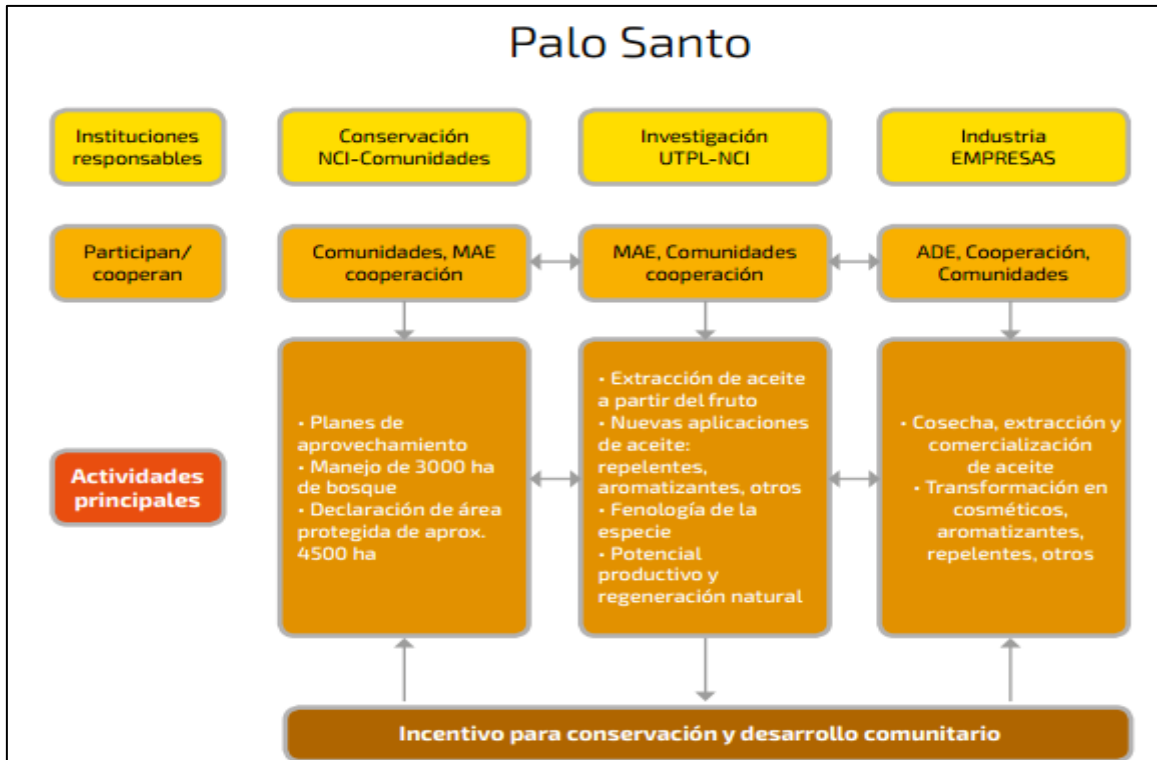 Palo Santo
Instituciones
responsables
Conservación
NCI-Comunidades
Investigación
UTPL-NCI
Industria
EMPRESAS
Participan/
cooperan
Comunidades, MAE
cooperación
MAE, Comunidades
cooperación
ADE, Cooperación,
Comunidades
Actividades
principales
• Planes de
aprovechamiento
• Manejo de 3000 ha
de bosque
• Declaración de área
protegida de aprox.
4500 ha
• Extracción de aceite
a partir del fruto
• Nuevas aplicaciones
de aceite:
repelentes,
aromatizantes, otros
• Fenología de la
especie
• Potencial
productivo y
regeneración natural
• Cosecha, extracción y
comercialización
de aceite
• Transformación en
cosméticos,
aromatizantes,
repelentes, otros
Incentivo para conservación y desarrollo comunitario